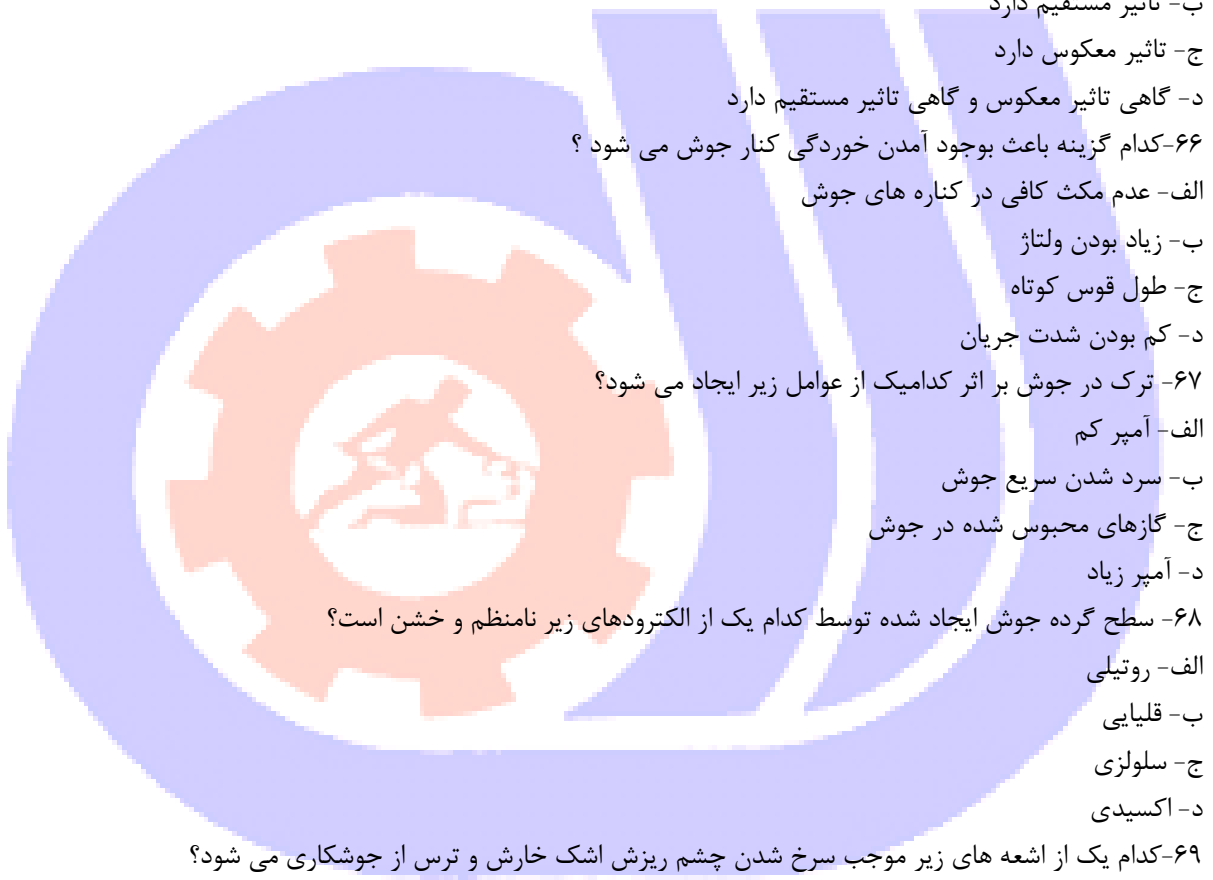 ب- تاثیر مستقیم دارد
ج- تاثیر معکوس دارد
د- گاهی تاثیر معکوس و گاهی تاثیر مستقیم دارد
۶۶-کدام گزینه باعث بوجود آمدن خوردگی کنار جوش می شود ؟
الف- عدم مکث کافی در کناره های جوش
ب- زیاد بودن ولتاژ
ج- طول قوس کوتاه
د- کم بودن شدت جریان
۶۷- ترک در جوش بر اثر کدامیک از عوامل زیر ایجاد می شود؟
الف- آمپر کم
ب- سرد شدن سریع جوش
ج- گازهای محبوس شده در جوش
د- آمپر زیاد
۶۸- سطح گرده جوش ایجاد شده توسط کدام یک از الکترودهای زیر نامنظم و خشن است؟
الف- روتیلی
ب- قلیایی
ج- سلولزی
د- اکسیدی
۶۹-کدام یک از اشعه های زیر موجب سرخ شدن چشم ریزش اشک خارش و ترس از جوشکاری می شود؟